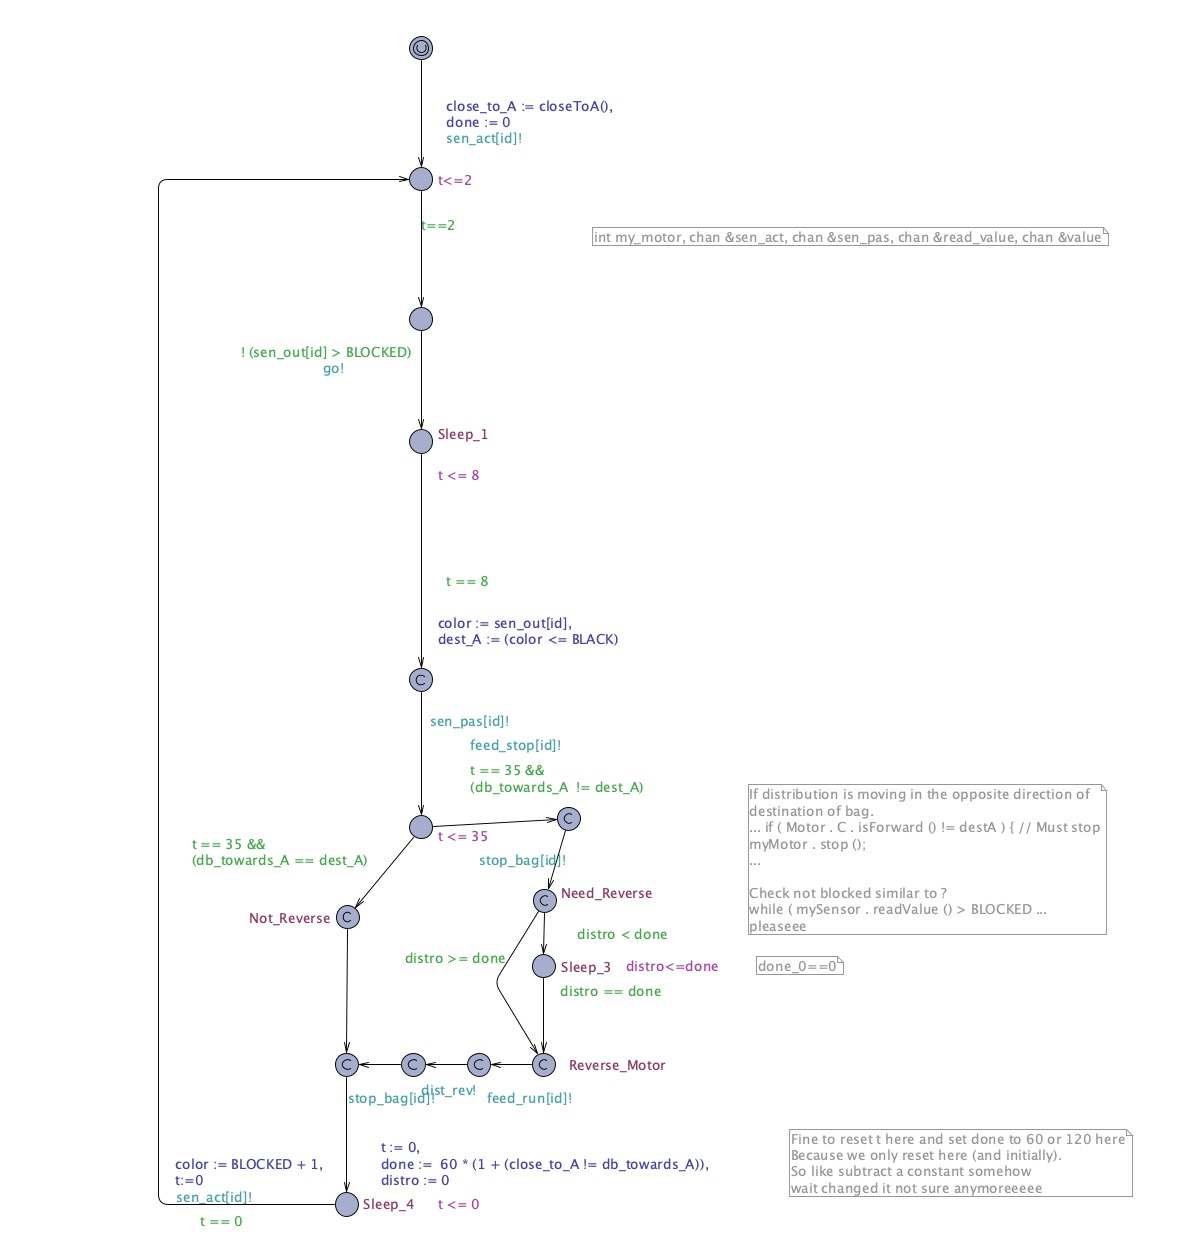 U
close_to_A := closeToA(),
done := 0
sen_act[id]!
t<=2
t==2
int my_motor, chan &sen_act, chan &sen_pas, chan &read_value, chan &value
! (sen_out[id] > BLOCKED)
go!
Sleep_1
t <= 8
t == 8
color := sen_out[id],
dest_A := (color <= BLACK)
C
sen_pas[id]!
feed_stop[id]!
t == 35 &&
(db_towards_A != dest_A)
C
t <= 35
t == 35 &&
(db_towards_A == dest_A)
stop_bag[id]!
If distribution is moving in the opposite direction of
destination of bag.
... if ( Motor . C . isForward () != destA ) { // Must stop
myMotor . stop ();
...
Check not blocked similar to ?
while ( mySensor . readValue () > BLOCKED ...
pleaseee
C
Need_Reverse
Not_Reverse
C
distro < done
distro >= done
Sleep_3
distro<=done
done_0==0
distro == done
C
C
C
C
Reverse_Motor
stop_bag[id]!
dist_rev!
feed_run[id]!
t := 0,
done := 60 * (1 + (close_to_A != db_towards_A)),
distro := 0
color := BLOCKED + 1,
t:=0
sen_act[id]!
t == 0
Sleep_4
t <= 0
Fine to reset t here and set done to 60 or 120 here
Because we only reset here (and initially).
So like subtract a constant somehow
wait changed it not sure anymoreeeee